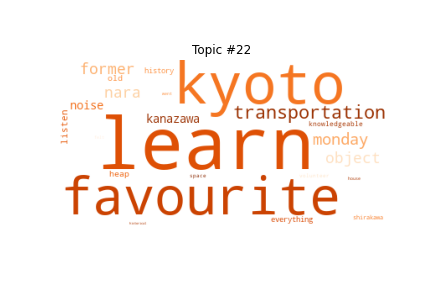 Topic #22
former
kyoto
history
old
nara
noise
transportation
listen
kanazawa
knowledgeable
learn
monday
object
heap
space
favourite
everything
shirakawa